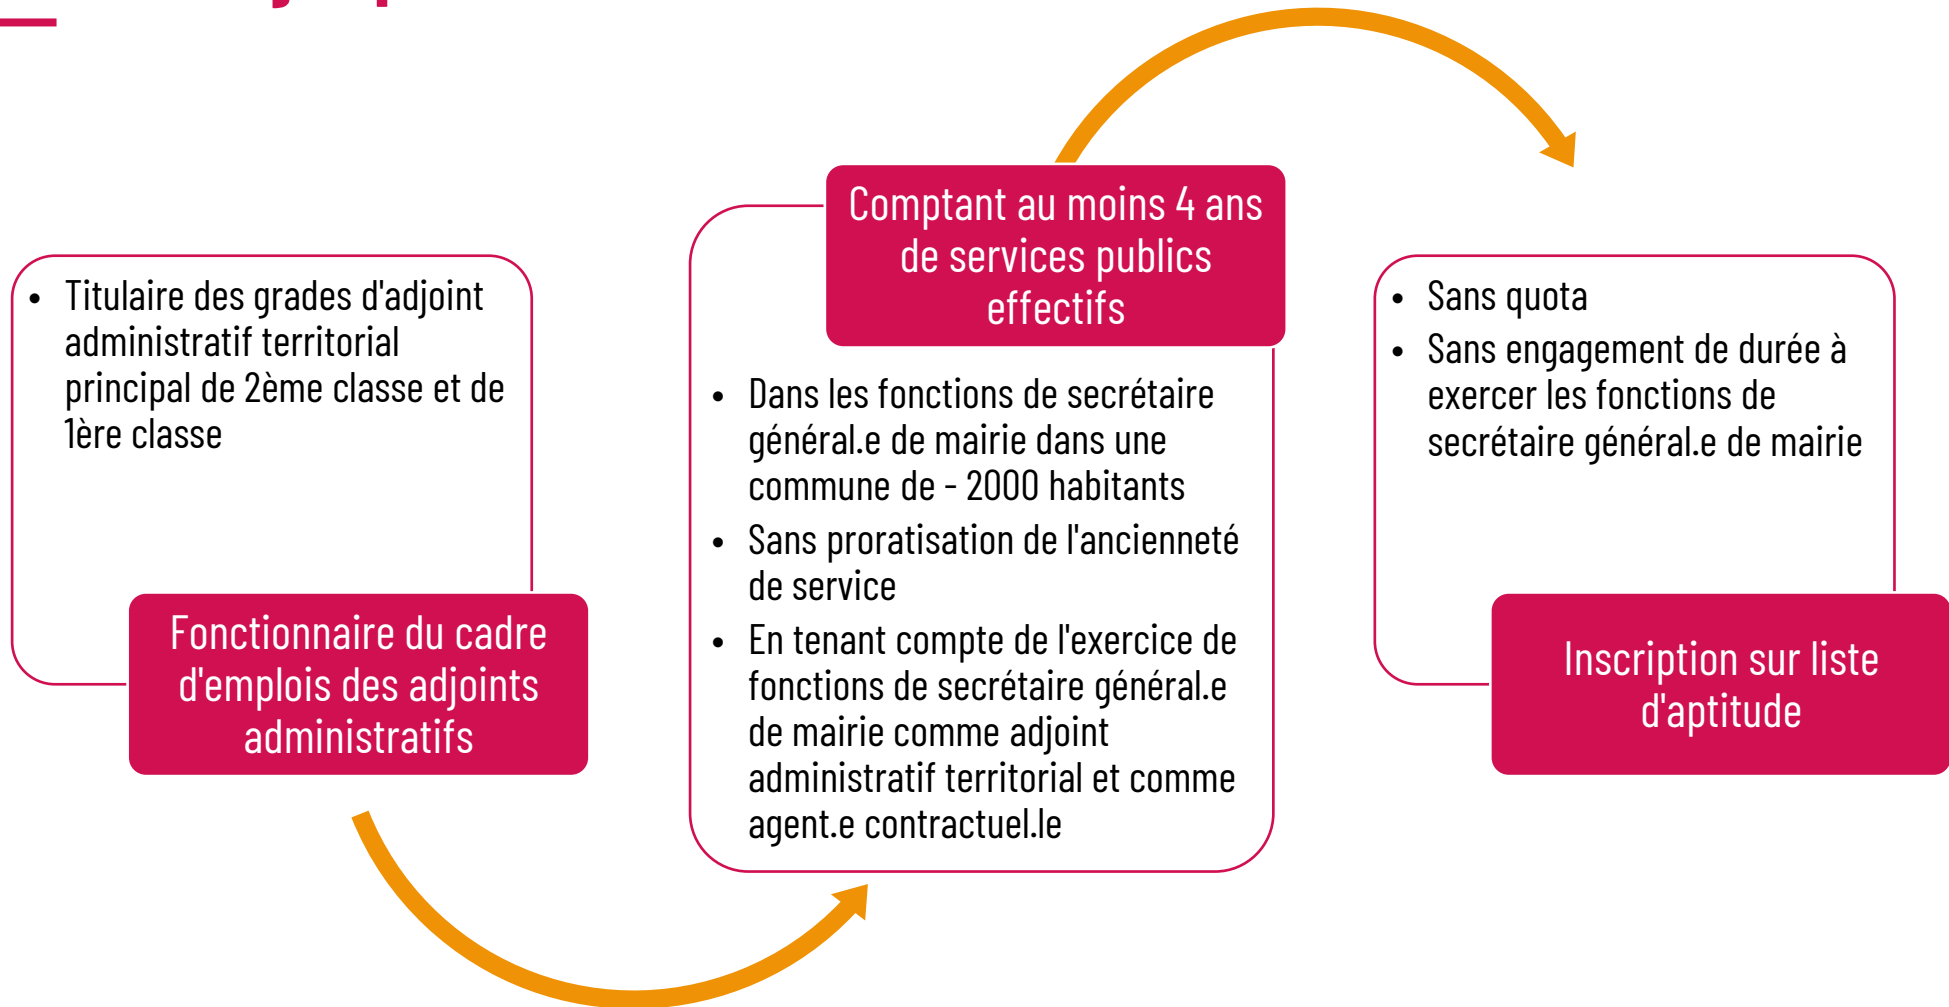 • Titulaire des grades d'adjoint
administratif territorial
principal de 2ème classe et de
1ère classe
Fonctionnaire du cadre
d'emplois des adjoints
administratifs
Comptant au moins 4 ans
de services publics
effectifs
• Dans les fonctions de secrétaire
général.e de mairie dans une
commune de - 2000 habitants
• Sans proratisation de l'ancienneté
de service
• En tenant compte de l'exercice de
fonctions de secrétaire général.e
de mairie comme adjoint
administratif territorial et comme
agent.e contractuel.le
• Sans quota
• Sans engagement de durée à
exercer les fonctions de
secrétaire général.e de mairie
Inscription sur liste
d'aptitude